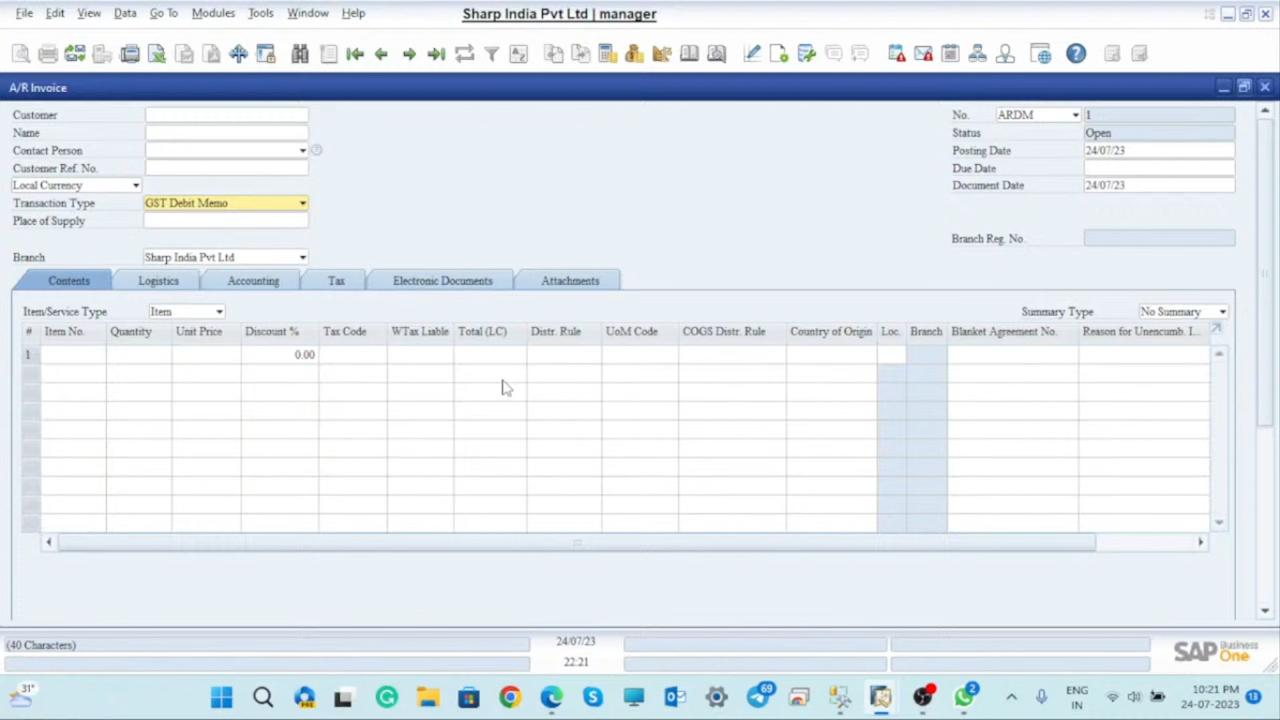 File Edit View Data Go To Modules Tools Window Help Sharp India Pvt Ltd | manager
A/R Invoice
Customer No. ARDM 1
Name Status Open
Contact Person Posting Date 24/07/23
Customer Ref. No. Due Date
Local Currency Document Date 24/07/23
Transaction Type GST Debit Memo
Place of Supply
Branch Reg. No.
Branch Sharp India Pvt Ltd
Contents Logistics Accounting Tax Electronic Documents Attachments
Item/Service Type Item Summary Type No Summary
# Item No. Quantity Unit Price Discount % Tax Code WTax Liable Total (LC) Distr. Rule UoM Code COGS Distr. Rule Country of Origin Loc. Branch Blanket Agreement No. Reason for Unencumb. I...
1 0.00
(40 Characters) 24/07/23
22:21
SAP Business One
31° PRE 69 2 ENG IN 10:21 PM 24-07-2023 13